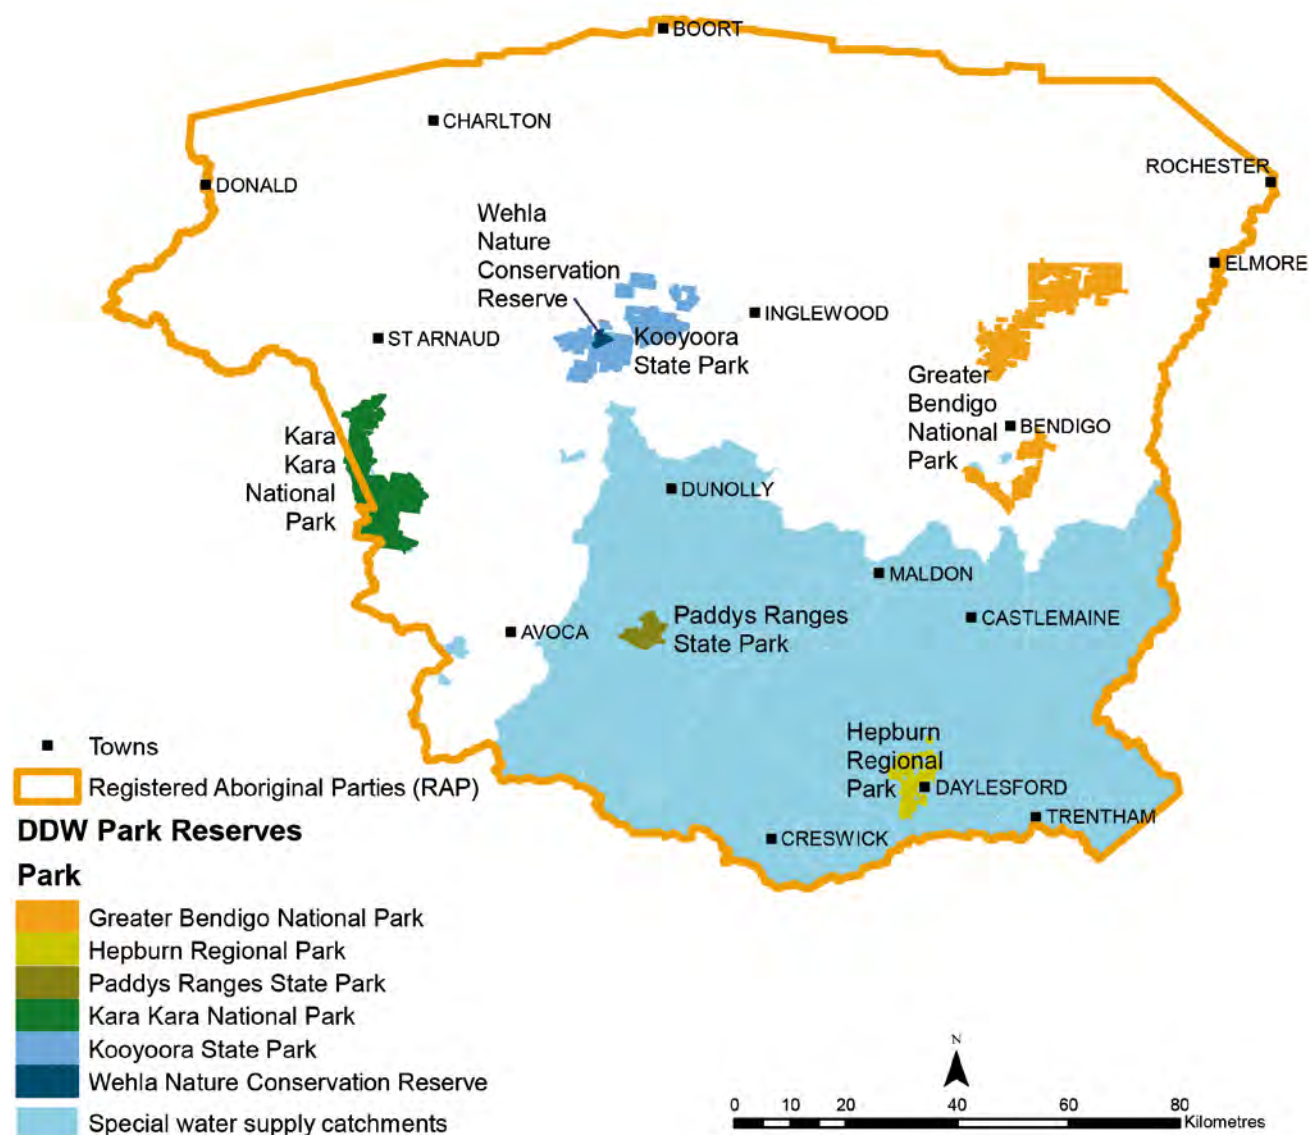 BOORT
CHARLTON
ROCHESTER
DONALD
Wehla
Nature
Conservation
Reserve
ELMORE
INGLEWOOD
ST ARNAUD
Kooyoora
State Park
Greater
Bendigo
National
Park
BENDIGO
Kara
Kara
National
Park
DUNOLLY
MALDON
Paddys Ranges
State Park
CASTLEMAINE
AVOCA
Hepburn
Regional
Park
DAYLESFORD
TRENTHAM
CRESWICK
Towns
Registered Aboriginal Parties (RAP)
DDW Park Reserves
Park
Greater Bendigo National Park
Hepburn Regional Park
Paddys Ranges State Park
Kara Kara National Park
Kooyoora State Park
Wehla Nature Conservation Reserve
Special water supply catchments
N
0 10 20 40 60 80
Kilometres